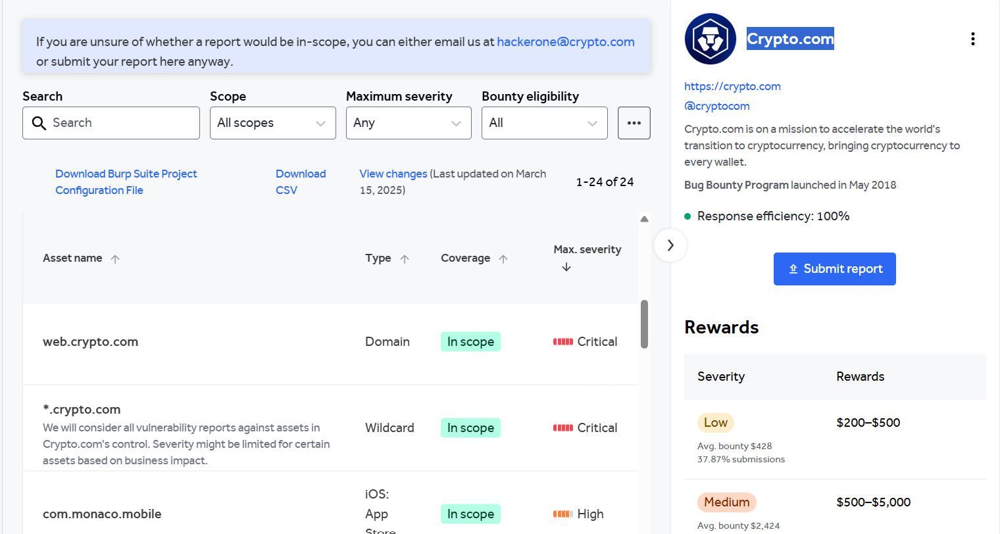 If you are unsure of whether a report would be in-scope, you can either email us at hackerone@crypto.com
or submit your report here anyway.
Search
Scope
Maximum severity
Bounty eligibility
Search
All scopes
Any
All
Download Burp Suite Project
Configuration File
Download
CSV
View changes (Last updated on March
15, 2025)
1-24 of 24
Asset name
Type
Coverage
Max. severity
web.crypto.com
Domain
In scope
Critical
*.crypto.com
We will consider all vulnerability reports against assets in
Crypto.com's control. Severity might be limited for certain
assets based on business impact.
Wildcard
In scope
Critical
com.monaco.mobile
iOS:
App
Store
In scope
High
Crypto.com
https://crypto.com
@cryptocom
Crypto.com is on a mission to accelerate the world's
transition to cryptocurrency, bringing cryptocurrency to
every wallet.
Bug Bounty Program launched in May 2018
Response efficiency: 100%
Submit report
Rewards
Severity
Rewards
Low
$200–$500
Avg. bounty $428
37.87% submissions
Medium
$500–$5,000
Avg. bounty $2,424